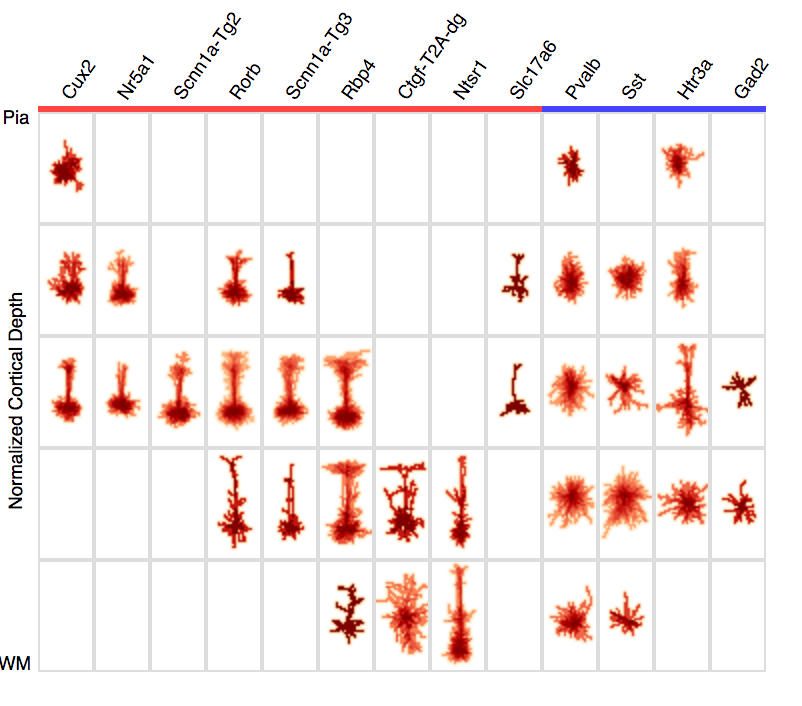 Cux2
Nr5a1
Scnn1a-Tg2
Rorb
Scnn1a-Tg3
Rbp4
Ctgf-T2A-dg
Ntsr1
Slc17a6
Pvalb
Sst
Htr3a
Gad2
Pia
Normalized Cortical Depth
WM